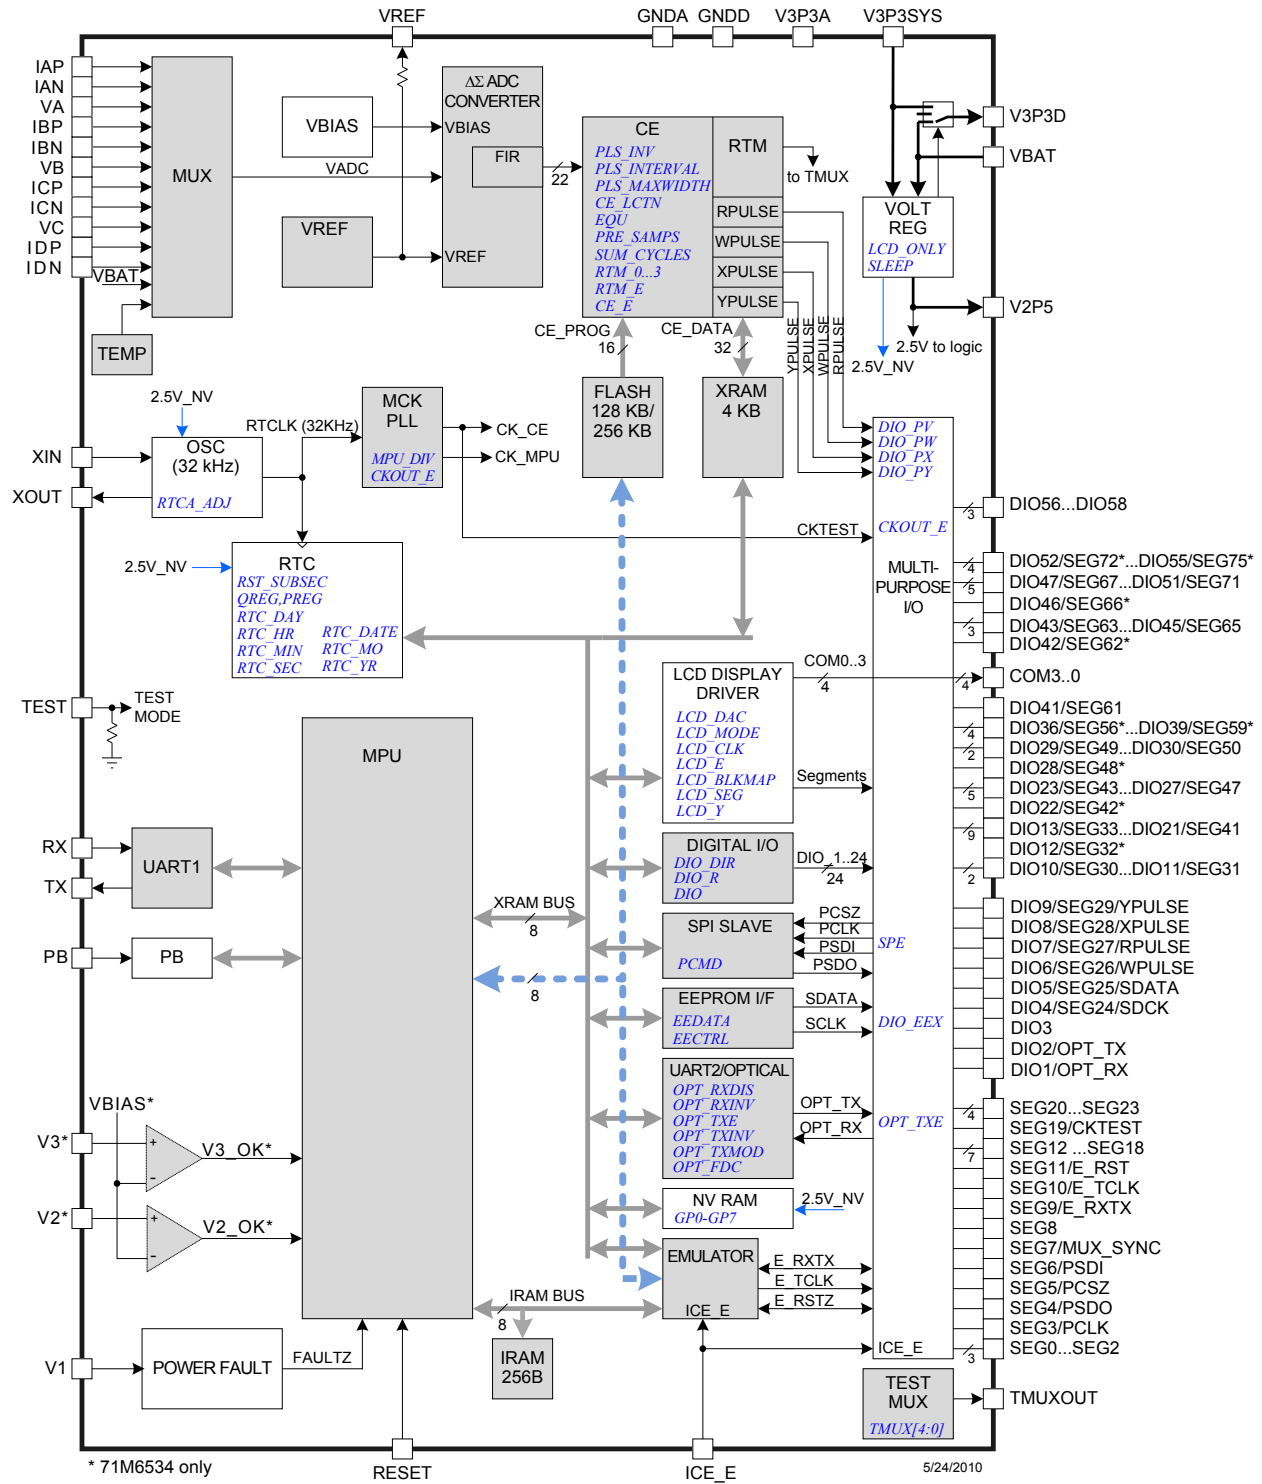 VREF
GNDA
GNDD
V3P3A
V3P3SYS
IAP
IAN
VA
IBP
IBN
VB
ICP
ICN
VC
IDP
IDN
VBAT
MUX
TEMP
VBIAS
VADC
VREF
ΔΣ ADC
CONVERTER
VBIAS
FIR
VREF
22
CE
PLS_INV
PLS_INTERVAL
PLS_MAXWIDTH
CE_LCTN
EQU
PRE_SAMPS
SUM_CYCLES
RTM_0...3
RTM_E
CE_E
RTM
RPULSE
WPULSE
XPULSE
YPULSE
to TMUX
VOLT
REG
LCD_ONLY
SLEEP
2.5V to logic
2.5V_NV
V3P3D
VBAT
V2P5
CE_PROG
16
CE_DATA
32
YPULSE
XPULSE
WPULSE
RPULSE
FLASH
128 KB/
256 KB
XRAM
4 KB
2.5V_NV
OSC
(32 kHz)
RTCA_ADJ
XIN
XOUT
RTCLK (32KHz)
MCK
PLL
MPU_DIV
CKOUT_E
CK_CE
CK_MPU
CKTEST
2.5V_NV
RTC
RST_SUBSEC
QREG,PREG
RTC_DAY
RTC_HR
RTC_MIN
RTC_SEC
RTC_DATE
RTC_MO
RTC_YR
DIO_PV
DIO_PW
DIO_PX
DIO_PY
CKOUT_E
MULTI-
PURPOSE
I/O
SPE
DIO_EEX
OPT_TXE
ICE_E
TEST
TEST
MODE
MPU
RX
TX
UART1
PB
PB
XRAM BUS
8
8
LCD DISPLAY
DRIVER
LCD_DAC
LCD_MODE
LCD_CLK
LCD_E
LCD_BLKMAP
LCD_SEG
LCD_Y
COM0..3
4
4
Segments
DIGITAL I/O
DIO_DIR
DIO_R
DIO
DIO_1..24
24
SPI SLAVE
PCMD
PCSZ
PCLK
PSDI
PSDO
EEPROM I/F
EEDATA
EECTRL
SDATA
SCLK
UART2/OPTICAL
OPT_RXDIS
OPT_RXINV
OPT_TXE
OPT_TXINV
OPT_TXMOD
OPT_FDC
OPT_TX
OPT_RX
NV RAM
GP0-GP7
2.5V_NV
EMULATOR
ICE_E
E_RXTX
E_TCLK
E_RSTZ
VBIAS*
V3*
+
-
V3_OK*
V2*
+
-
V2_OK*
V1
POWER FAULT
FAULTZ
IRAM BUS
8
IRAM
256B
TEST
MUX
TMUX[4:0]
DIO56...DIO58
3
DIO52/SEG72*...DIO55/SEG75*
4
DIO47/SEG67...DIO51/SEG71
5
DIO46/SEG66*
DIO43/SEG63...DIO45/SEG65
3
DIO42/SEG62*
COM3..0
DIO41/SEG61
DIO36/SEG56*...DIO39/SEG59*
4
DIO29/SEG49...DIO30/SEG50
2
DIO28/SEG48*
DIO23/SEG43...DIO27/SEG47
5
DIO22/SEG42*
DIO13/SEG33...DIO21/SEG41
9
DIO12/SEG32*
DIO10/SEG30...DIO11/SEG31
2
DIO9/SEG29/YPULSE
DIO8/SEG28/XPULSE
DIO7/SEG27/RPULSE
DIO6/SEG26/WPULSE
DIO5/SEG25/SDATA
DIO4/SEG24/SDCK
DIO3
DIO2/OPT_TX
DIO1/OPT_RX
SEG20...SEG23
4
SEG19/CKTEST
SEG12 ...SEG18
7
SEG11/E_RST
SEG10/E_TCLK
SEG9/E_RXTX
SEG8
SEG7/MUX_SYNC
SEG6/PSDI
SEG5/PCSZ
SEG4/PSDO
SEG3/PCLK
SEG0...SEG2
3
TMUXOUT
* 71M6534 only
RESET
ICE_E
5/24/2010